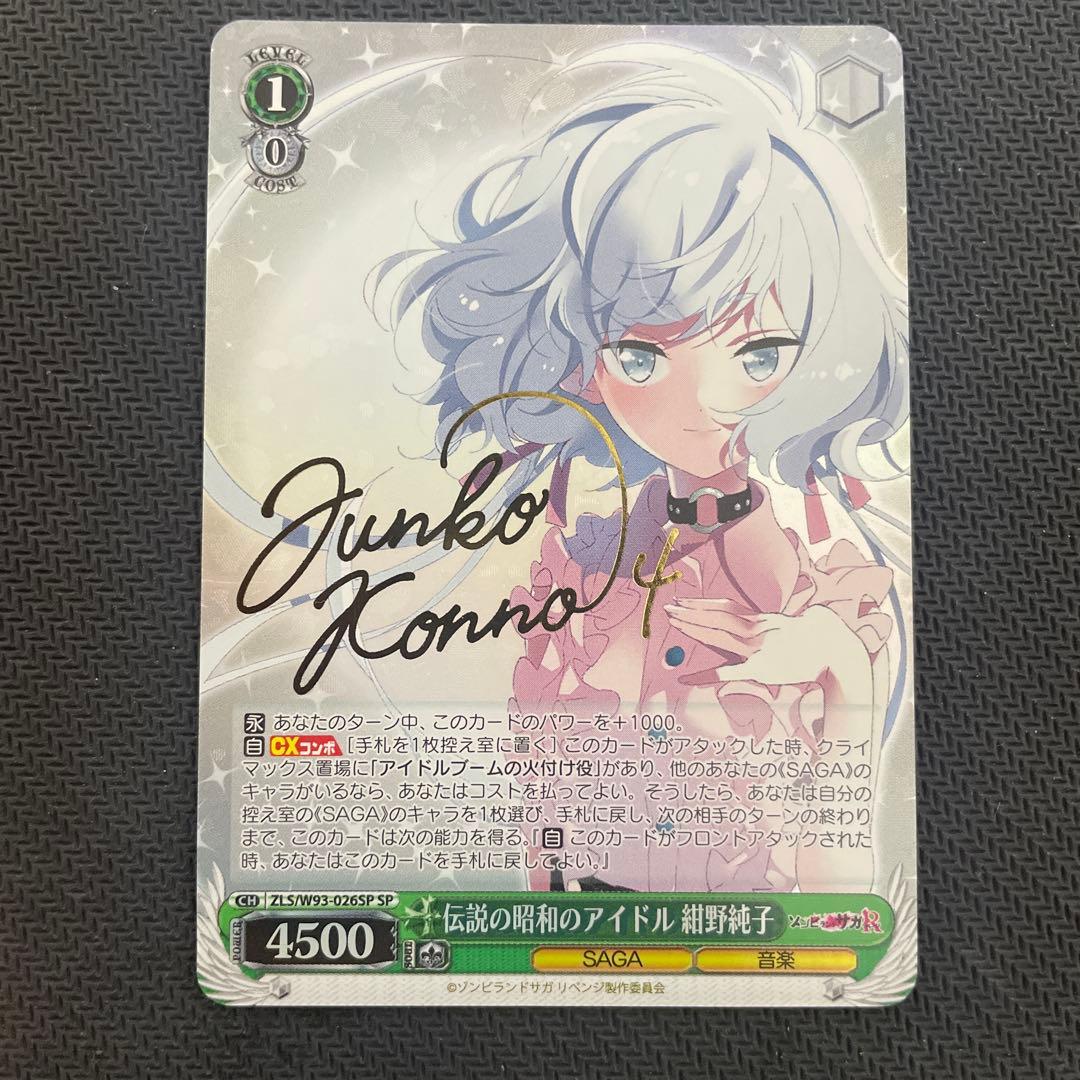 LEVEL
1
0
COST
Junko
Konno 4
永 あなたのターン中、このカードのパワーを+1000。
自 CXコンボ [手札を1枚控え室に置く] このカードがアタックした時、クライ
マックス置場に「アイドルブームの火付け役」があり、他のあなたの《SAGA》の
キャラがいるなら、あなたはコストを払ってよい。そうしたら、あなたは自分の
控え室の《SAGA》のキャラを1枚選び、手札に戻し、次の相手のターンの終わり
まで、このカードは次の能力を得る。『自 このカードがフロントアタックされた
時、あなたはこのカードを手札に戻してよい。』
CH ZLS/W93-026SP SP
伝説の昭和のアイドル 紺野純子
ゾンビランドサガR
POWER 4500 SOUL
SAGA 音楽
©ゾンビランドサガ リベンジ製作委員会